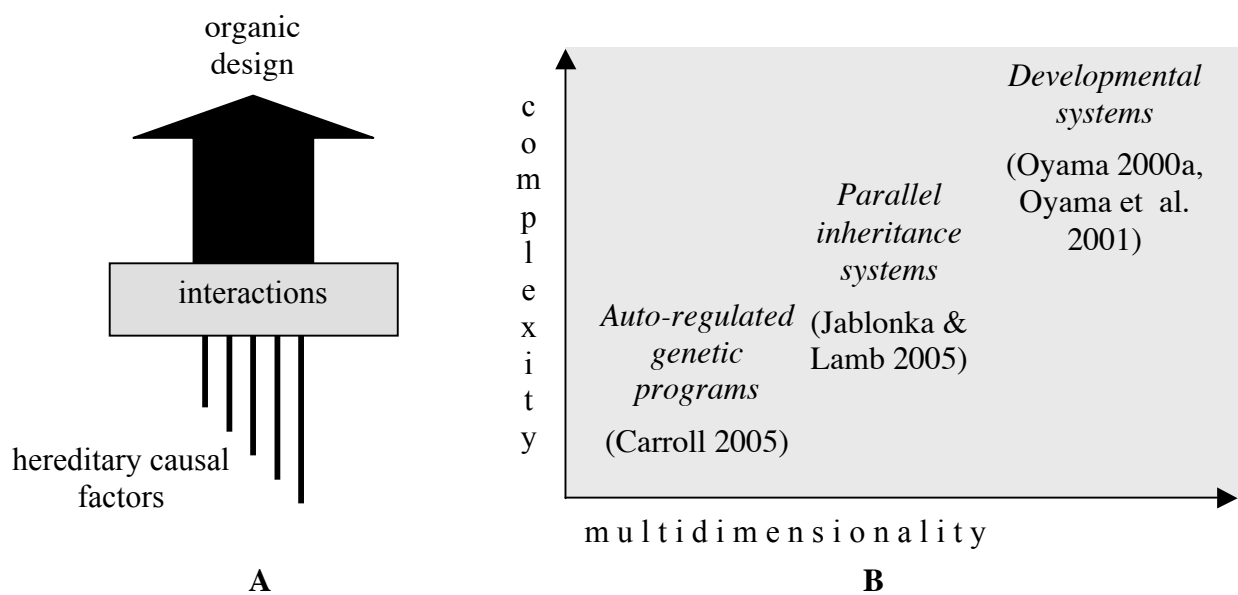 organic
design
interactions
hereditary causal
factors
A
c
o
m
p
l
e
x
i
t
y
Developmental
systems
(Oyama 2000a,
Oyama et al.
2001)
Parallel
inheritance
systems
(Jablonka &
Lamb 2005)
Auto-regulated
genetic
programs
(Carroll 2005)
m u l t i d i m e n s i o n a l i t y
B